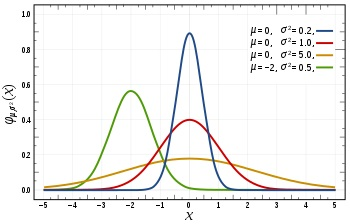 1.0
0.8
0.6
0.4
0.2
0.0
φμ,σ²(x)
μ= 0, σ²= 0.2,
μ= 0, σ²= 1.0,
μ= 0, σ²= 5.0,
μ= −2, σ²= 0.5,
−5 −4 −3 −2 −1 0 1 2 3 4 5
x